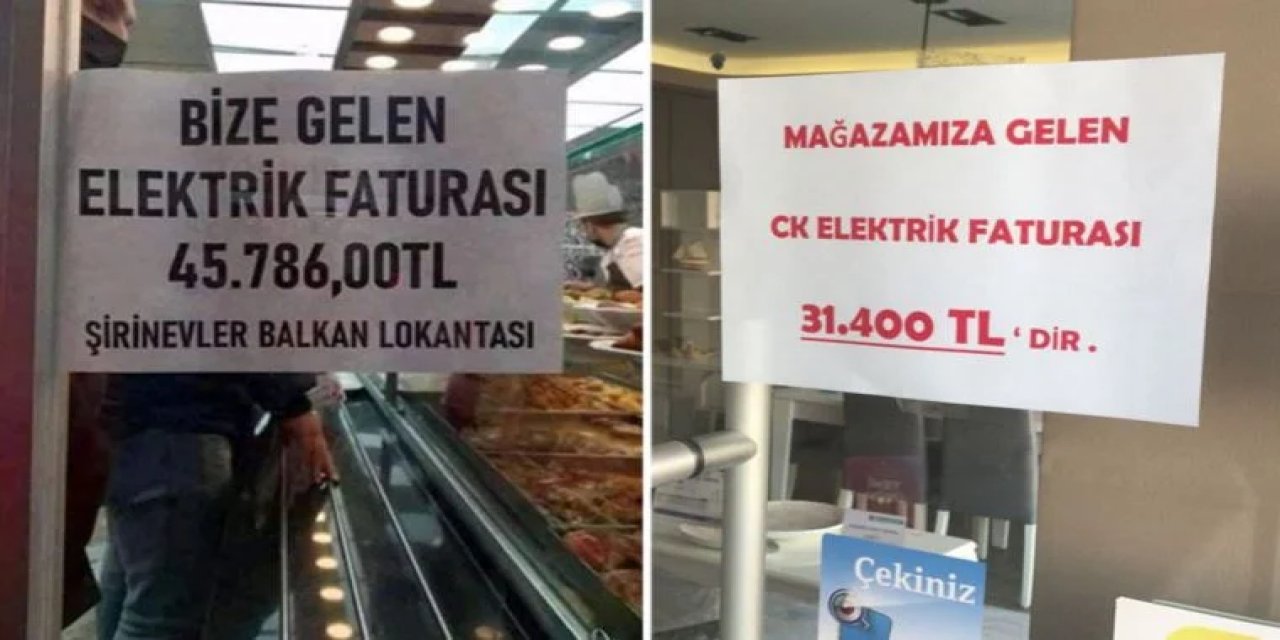 BİZE GELEN
ELEKTRİK FATURASI
45.786,00TL
ŞİRİNEVLER BALKAN LOKANTASI
MAĞAZAMIZA GELEN
CK ELEKTRİK FATURASI
31.400 TL ' DİR .
Çekiniz